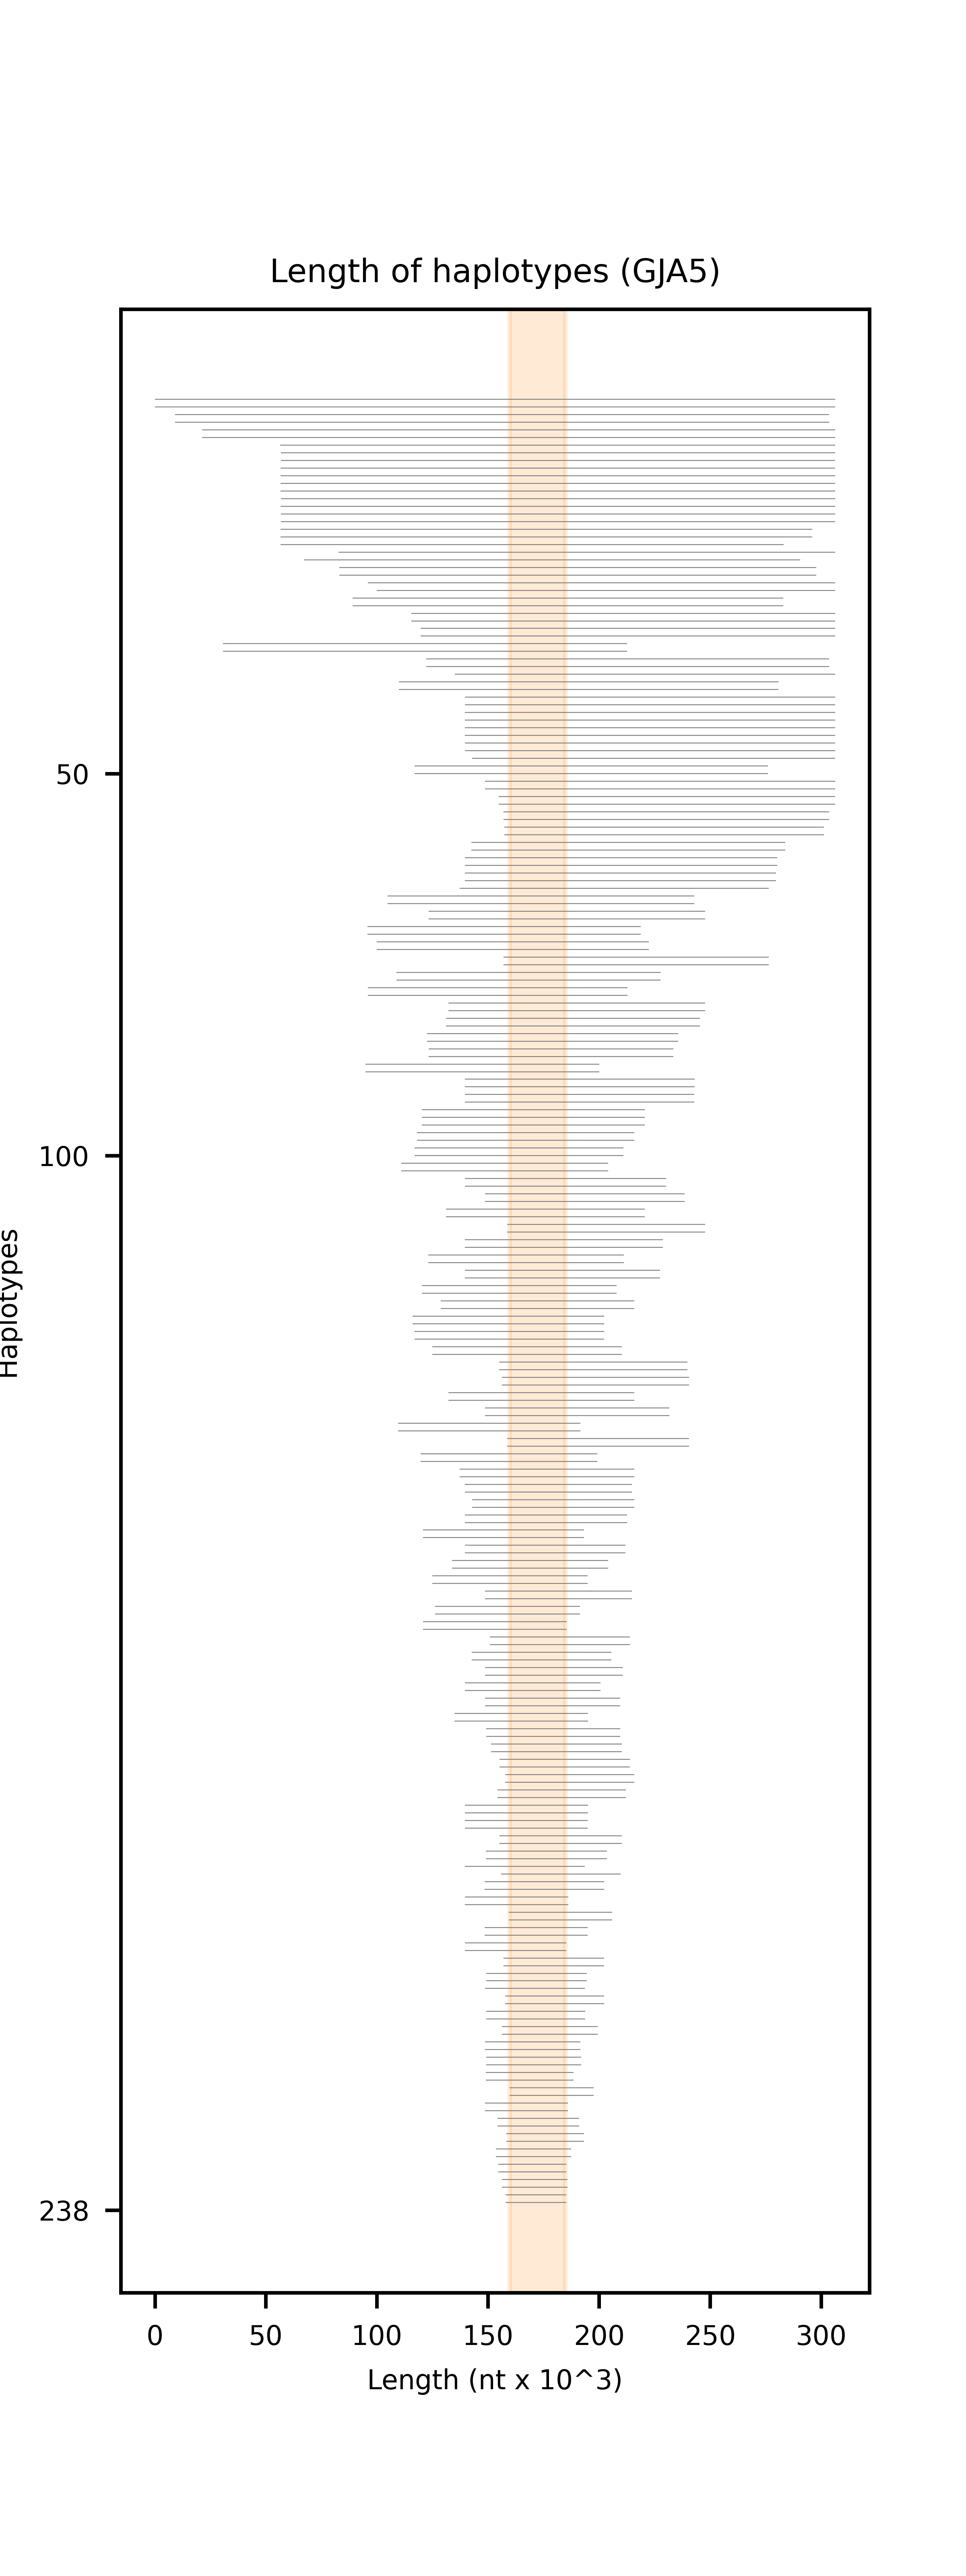 Length of haplotypes (GJA5)
50
100
Haplotypes
238
0 50 100 150 200 250 300
Length (nt x 10^3)